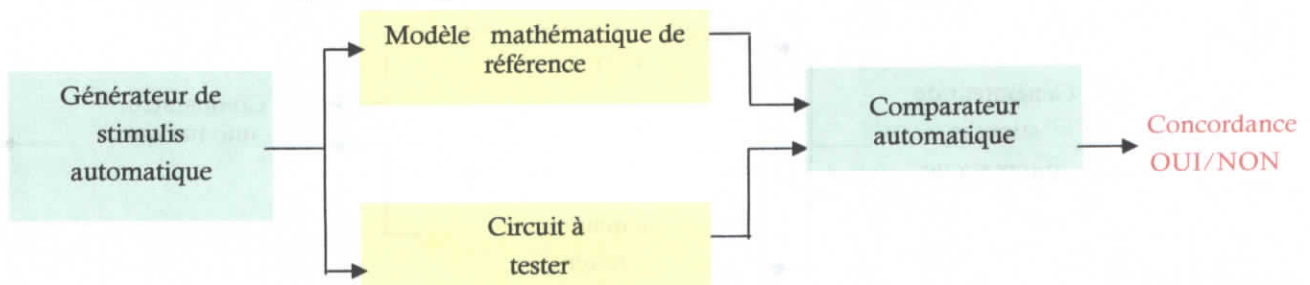 Modèle mathématique de
référence
Générateur de
stimulis
automatique
Comparateur
automatique
Concordance
OUI/NON
Circuit à
tester